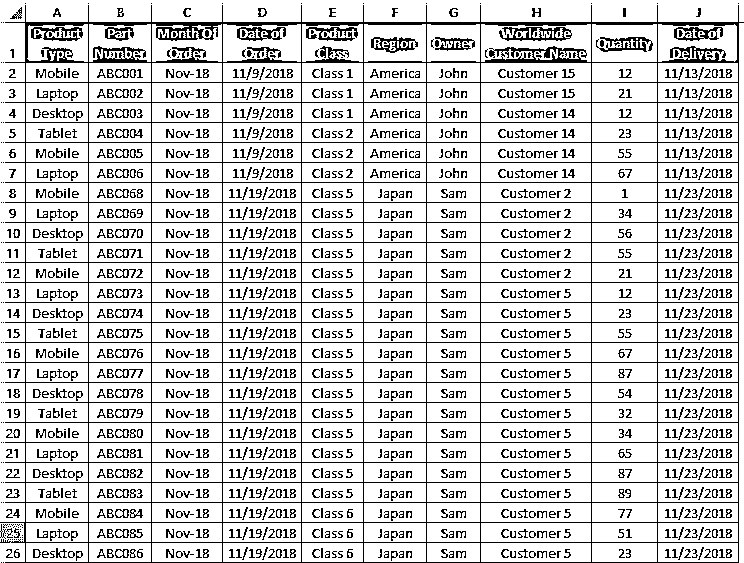 A B C D E F G H I J
1 Product Type Part Number Month Of Order Date of Order Product Class Region Owner Worldwide Customer Name Quantity Date of Delivery
2 Mobile ABC001 Nov-18 11/9/2018 Class 1 America John Customer 15 12 11/13/2018
3 Laptop ABC002 Nov-18 11/9/2018 Class 1 America John Customer 15 21 11/13/2018
4 Desktop ABC003 Nov-18 11/9/2018 Class 1 America John Customer 14 12 11/13/2018
5 Tablet ABC004 Nov-18 11/9/2018 Class 2 America John Customer 14 23 11/13/2018
6 Mobile ABC005 Nov-18 11/9/2018 Class 2 America John Customer 14 55 11/13/2018
7 Laptop ABC006 Nov-18 11/9/2018 Class 2 America John Customer 14 67 11/13/2018
8 Mobile ABC068 Nov-18 11/19/2018 Class 5 Japan Sam Customer 2 1 11/23/2018
9 Laptop ABC069 Nov-18 11/19/2018 Class 5 Japan Sam Customer 2 34 11/23/2018
10 Desktop ABC070 Nov-18 11/19/2018 Class 5 Japan Sam Customer 2 56 11/23/2018
11 Tablet ABC071 Nov-18 11/19/2018 Class 5 Japan Sam Customer 2 55 11/23/2018
12 Mobile ABC072 Nov-18 11/19/2018 Class 5 Japan Sam Customer 2 21 11/23/2018
13 Laptop ABC073 Nov-18 11/19/2018 Class 5 Japan Sam Customer 5 12 11/23/2018
14 Desktop ABC074 Nov-18 11/19/2018 Class 5 Japan Sam Customer 5 23 11/23/2018
15 Tablet ABC075 Nov-18 11/19/2018 Class 5 Japan Sam Customer 5 55 11/23/2018
16 Mobile ABC076 Nov-18 11/19/2018 Class 5 Japan Sam Customer 5 67 11/23/2018
17 Laptop ABC077 Nov-18 11/19/2018 Class 5 Japan Sam Customer 5 87 11/23/2018
18 Desktop ABC078 Nov-18 11/19/2018 Class 5 Japan Sam Customer 5 54 11/23/2018
19 Tablet ABC079 Nov-18 11/19/2018 Class 5 Japan Sam Customer 5 32 11/23/2018
20 Mobile ABC080 Nov-18 11/19/2018 Class 5 Japan Sam Customer 5 34 11/23/2018
21 Laptop ABC081 Nov-18 11/19/2018 Class 5 Japan Sam Customer 5 65 11/23/2018
22 Desktop ABC082 Nov-18 11/19/2018 Class 5 Japan Sam Customer 5 87 11/23/2018
23 Tablet ABC083 Nov-18 11/19/2018 Class 5 Japan Sam Customer 5 89 11/23/2018
24 Mobile ABC084 Nov-18 11/19/2018 Class 6 Japan Sam Customer 5 77 11/23/2018
25 Laptop ABC085 Nov-18 11/19/2018 Class 6 Japan Sam Customer 5 51 11/23/2018
26 Desktop ABC086 Nov-18 11/19/2018 Class 6 Japan Sam Customer 5 23 11/23/2018